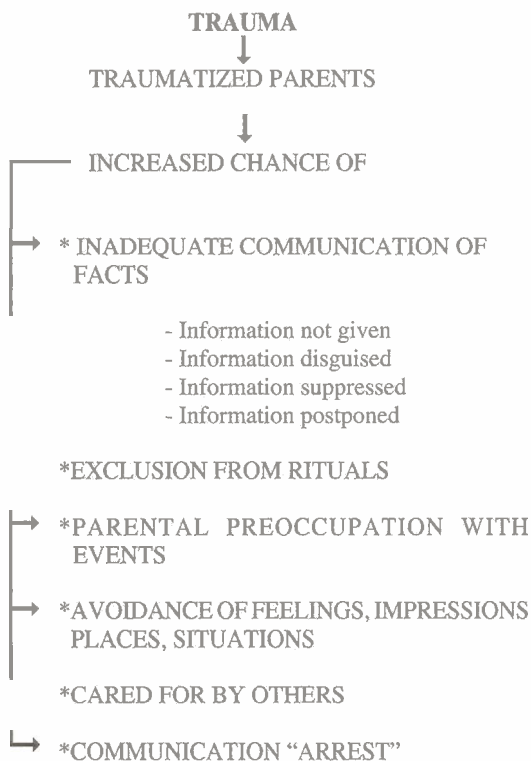 TRAUMA
TRAUMATIZED PARENTS
INCREASED CHANCE OF
* INADEQUATE COMMUNICATION OF
FACTS
- Information not given
- Information disguised
- Information suppressed
- Information postponed
*EXCLUSION FROM RITUALS
*PARENTAL PREOCCUPATION WITH
EVENTS
*AVOIDANCE OF FEELINGS, IMPRESSIONS
PLACES, SITUATIONS
*CARED FOR BY OTHERS
*COMMUNICATION “ARREST”